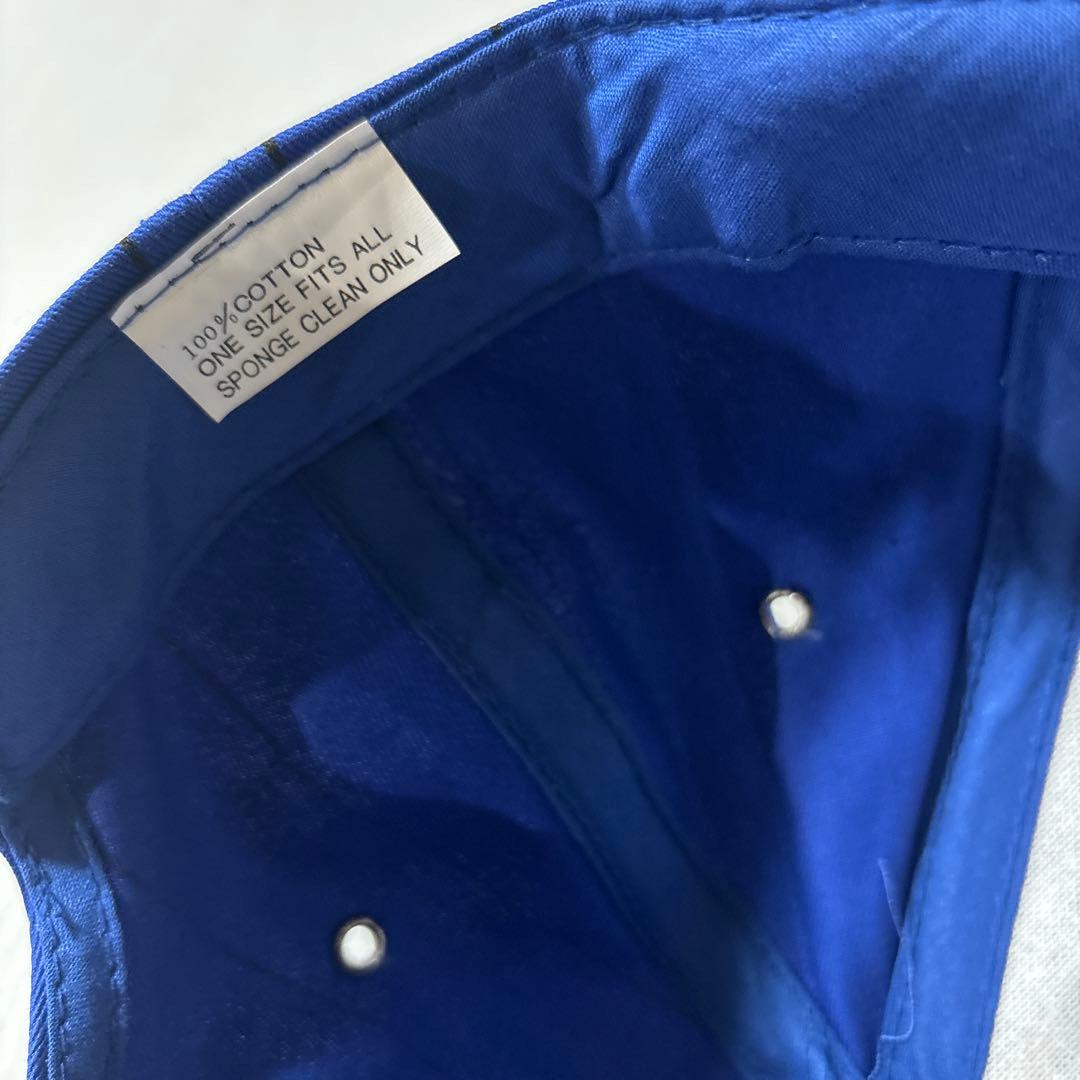 100%COTTON
ONE SIZE FITS ALL
SPONGE CLEAN ONLY